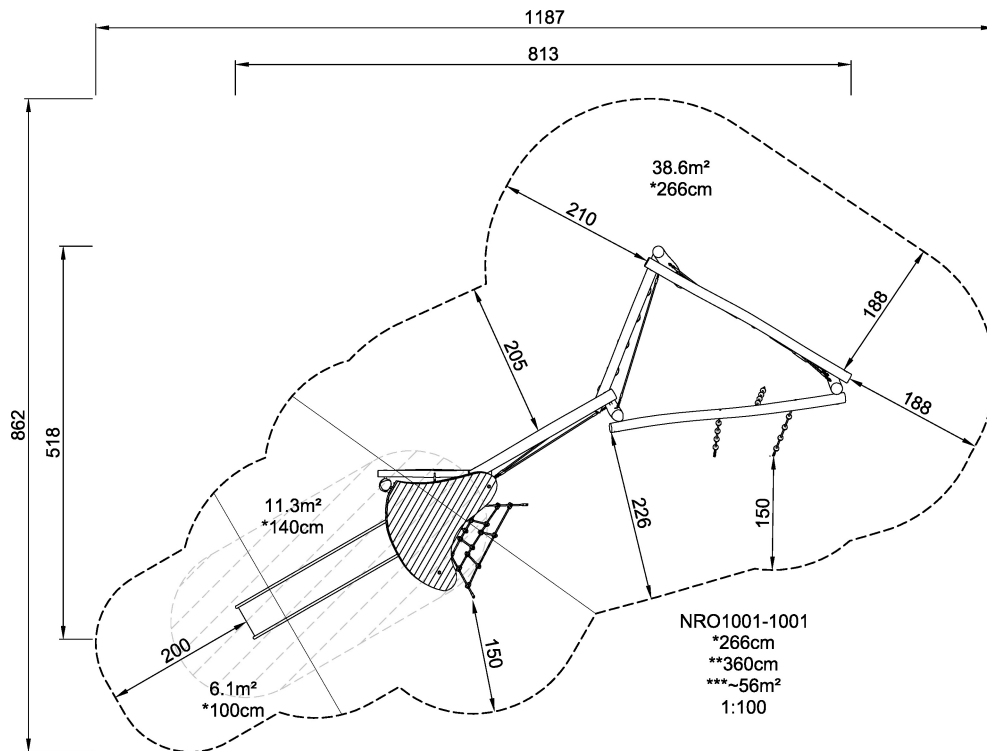 1187
813
38.6m²
*266cm
210
188
862
518
205
188
11.3m²
*140cm
226
150
200
150
6.1m²
*100cm
NRO1001-1001
*266cm
**360cm
***~56m²
1:100